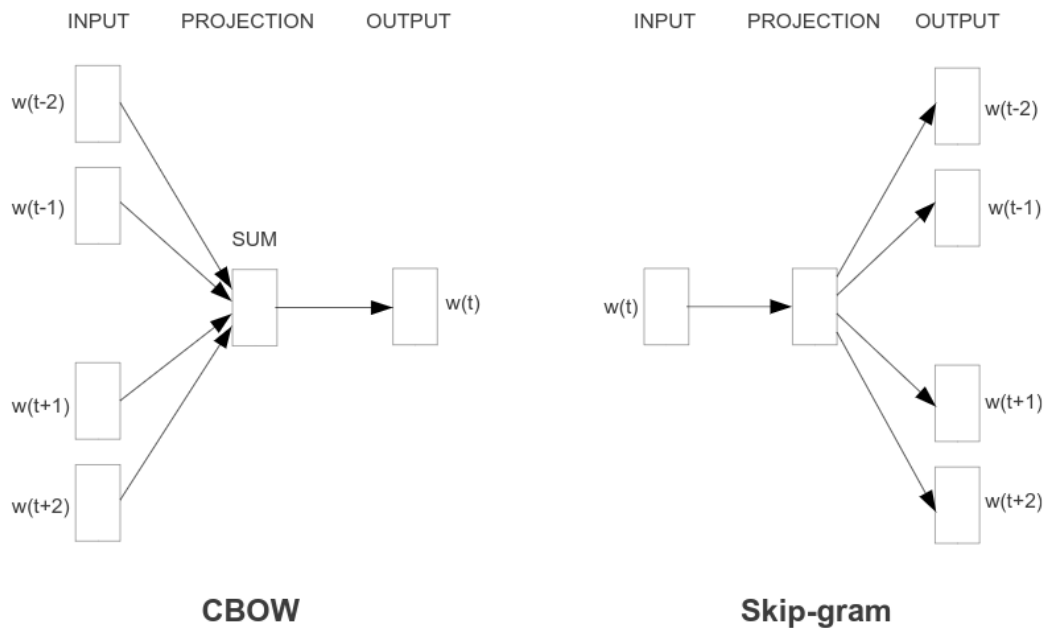 INPUT PROJECTION OUTPUT
w(t-2)
w(t-1)
SUM
w(t)
w(t+1)
w(t+2)
CBOW
INPUT PROJECTION OUTPUT
w(t-2)
w(t-1)
w(t)
w(t+1)
w(t+2)
Skip-gram